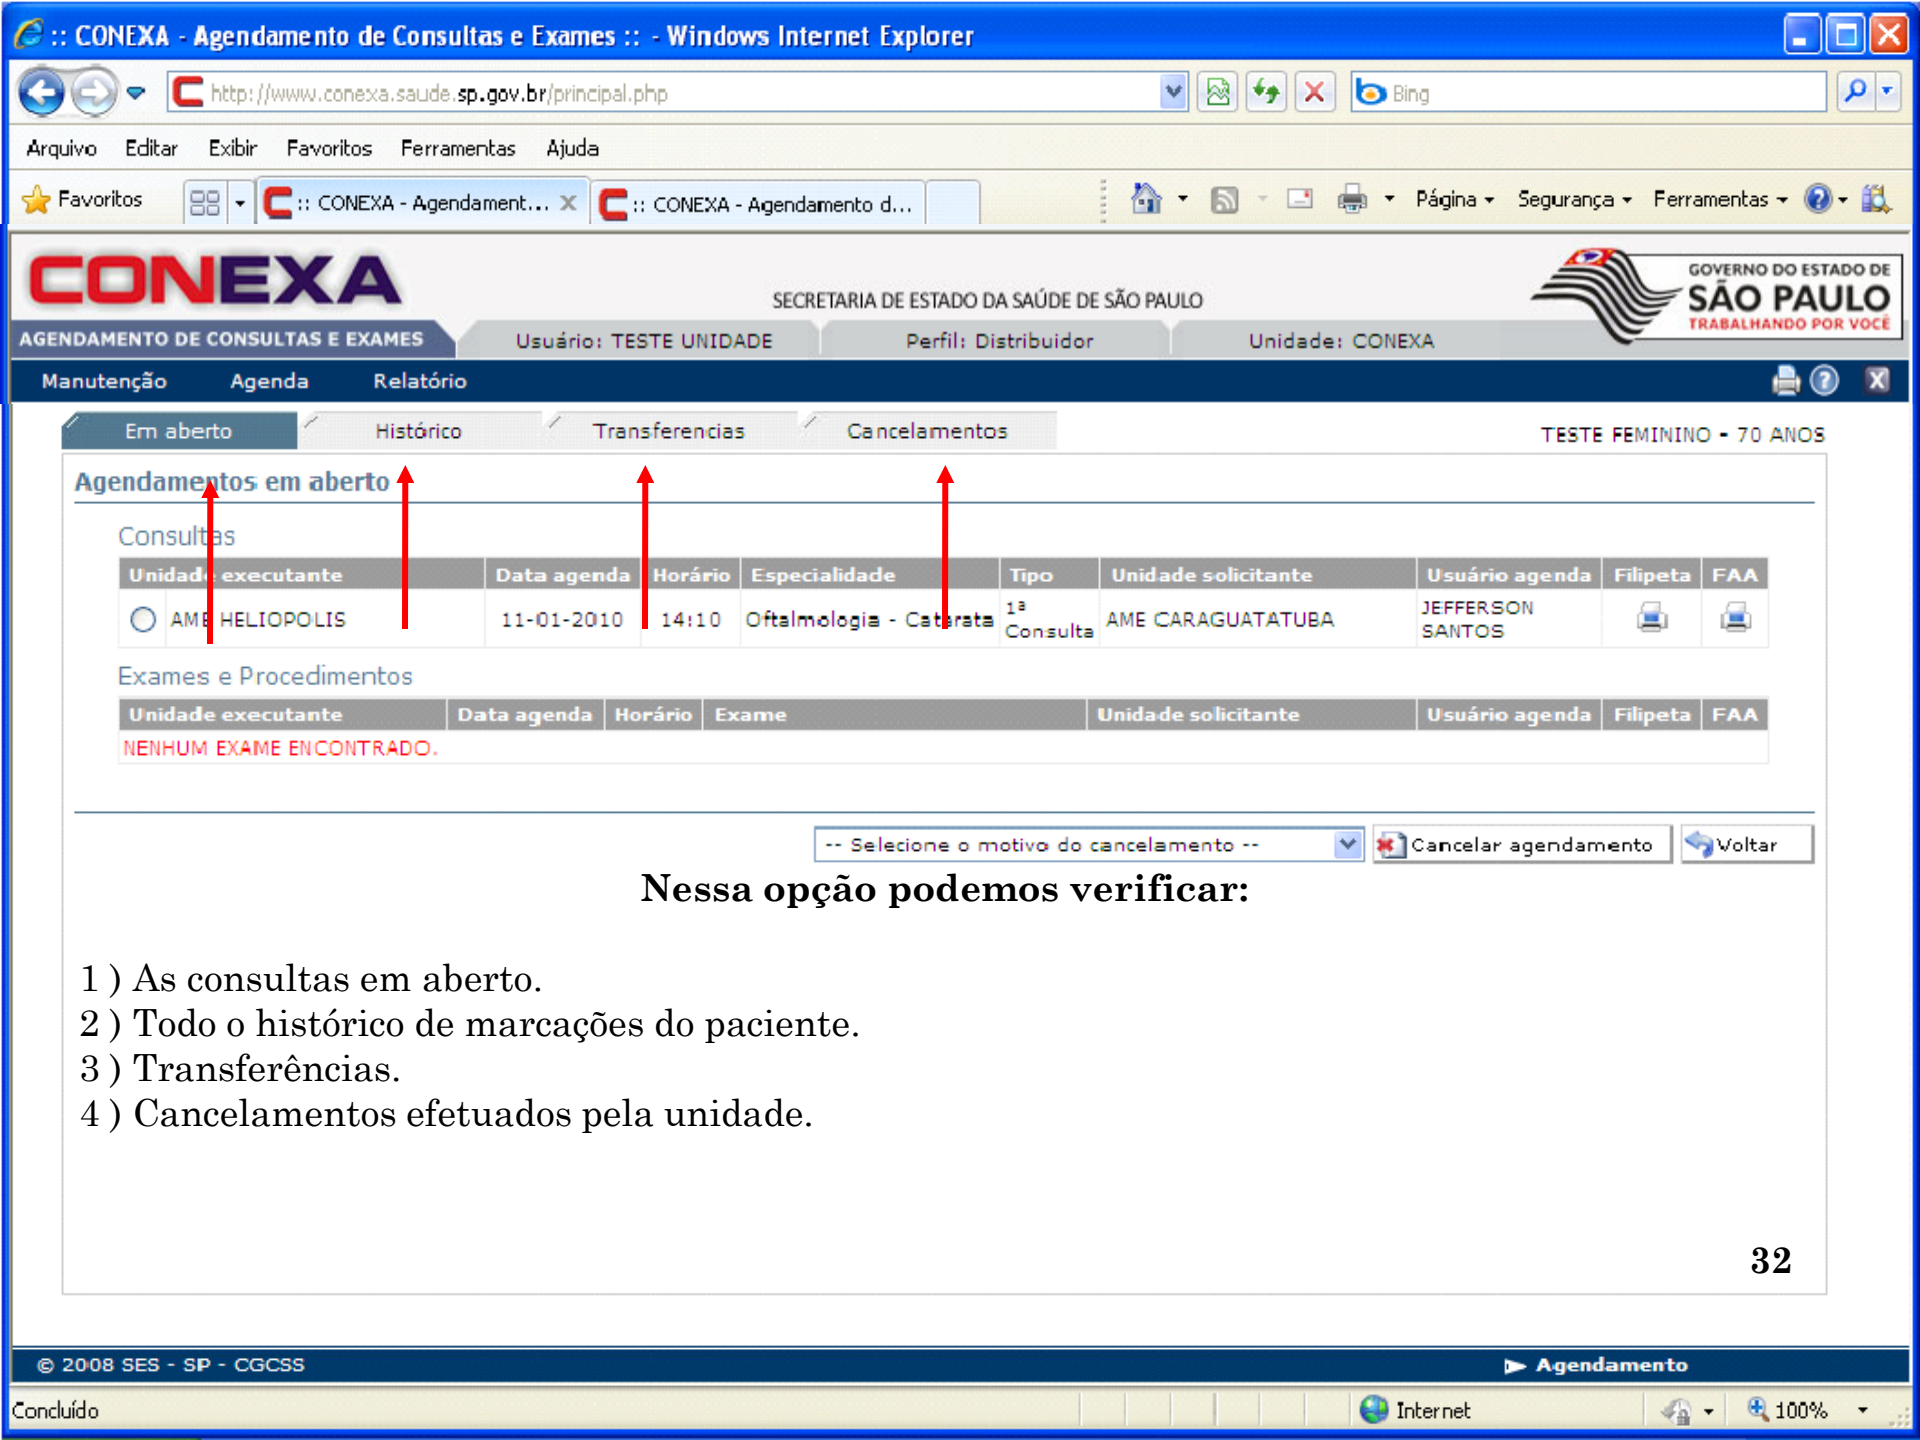 :: CONEXA - Agendamento de Consultas e Exames :: - Windows Internet Explorer
http://www.conexa.saude.sp.gov.br/principal.php
Bing
Arquivo Editar Exibir Favoritos Ferramentas Ajuda
Favoritos
:: CONEXA - Agendament... X
:: CONEXA - Agendamento d...
Página Segurança Ferramentas
CONEXA
SECRETARIA DE ESTADO DA SAÚDE DE SÃO PAULO
GOVERNO DO ESTADO DE
SÃO PAULO
TRABALHANDO POR VOCÊ
AGENDAMENTO DE CONSULTAS E EXAMES
Usuário: TESTE UNIDADE
Perfil: Distribuidor
Unidade: CONEXA
Manutenção Agenda Relatório
Em aberto Histórico Transferencias Cancelamentos
TESTE FEMININO - 70 ANOS
Agendamentos em aberto
Consultas
Unidade executante Data agenda Horário Especialidade Tipo Unidade solicitante Usuário agenda Filipeta FAA
AME HELIOPOLIS 11-01-2010 14:10 Oftalmologia - Catarata 1ª Consulta AME CARAGUATATUBA JEFFERSON SANTOS
Exames e Procedimentos
Unidade executante Data agenda Horário Exame Unidade solicitante Usuário agenda Filipeta FAA
NENHUM EXAME ENCONTRADO.
-- Selecione o motivo do cancelamento -- Cancelar agendamento Voltar
Nessa opção podemos verificar:
1 ) As consultas em aberto.
2 ) Todo o histórico de marcações do paciente.
3 ) Transferências.
4 ) Cancelamentos efetuados pela unidade.
32
© 2008 SES - SP - CGCSS
Agendamento
Concluído
Internet
100%